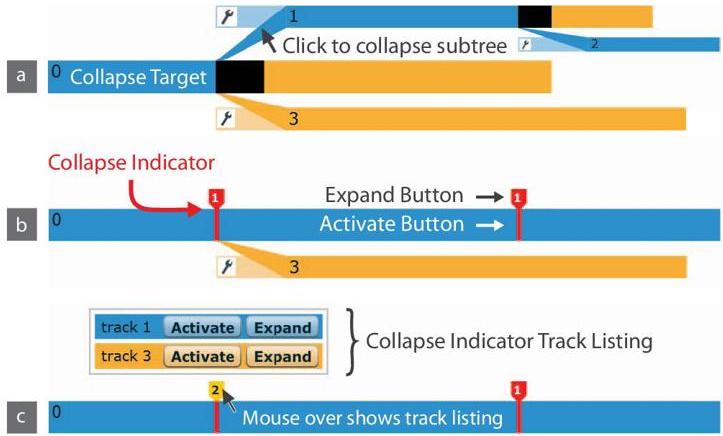 1
Click to collapse subtree
2
a
0
Collapse Target
3
Collapse Indicator
1
Expand Button
1
b
0
Activate Button
3
track 1 Activate Expand
track 3 Activate Expand
Collapse Indicator Track Listing
2
1
c
0
Mouse over shows track listing